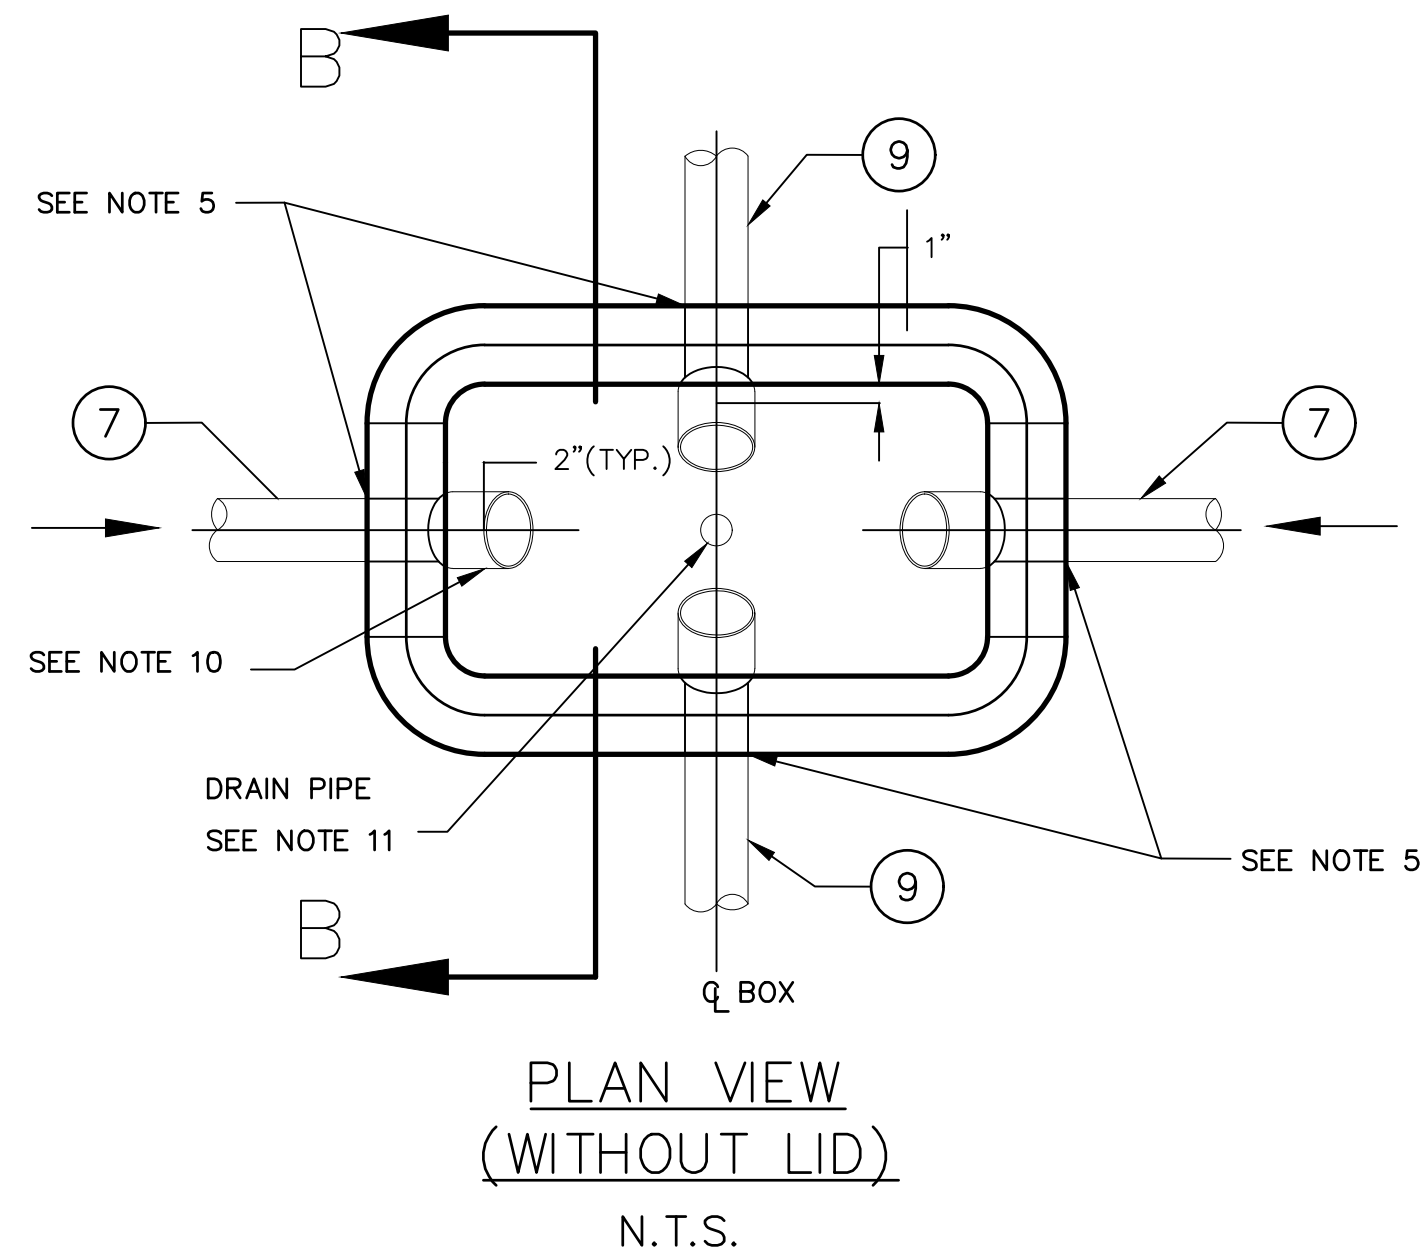 B
9
SEE NOTE 5
1”
7
7
2”(TYP.)
SEE NOTE 10
DRAIN PIPE
SEE NOTE 11
SEE NOTE 5
9
B
℄ BOX
PLAN VIEW
(WITHOUT LID)
N.T.S.